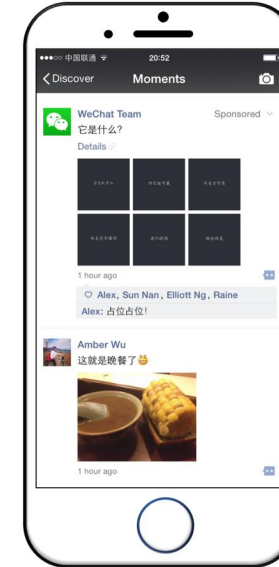 中国联通
20:52
Discover
Moments
WeChat Team
Sponsored
它是什么?
Details
1 hour ago
Alex, Sun Nan, Elliott Ng, Raine
Alex: 占位占位!
Amber Wu
这就是晚餐了
1 hour ago